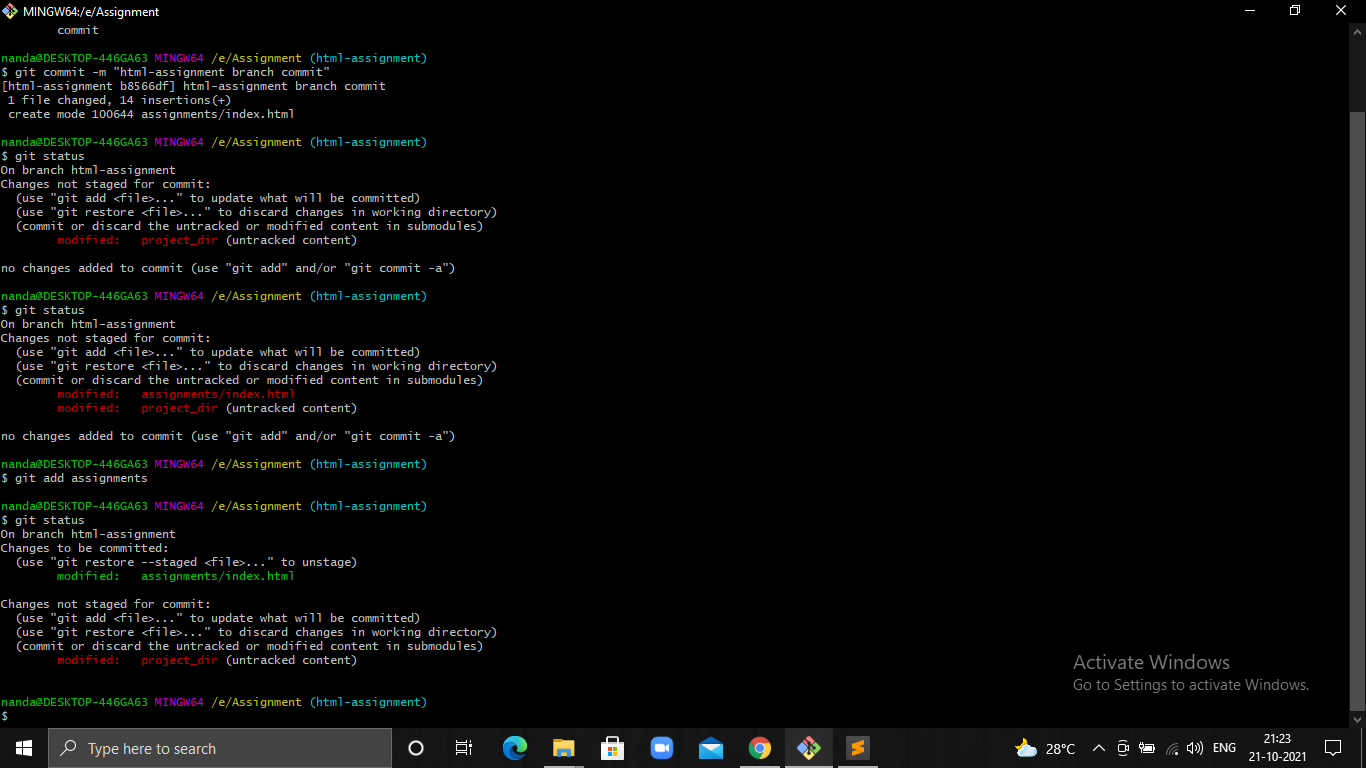 MINGW64:/e/Assignment
commit
nanda@DESKTOP-446GA63 MINGW64 /e/Assignment (html-assignment)
$ git commit -m "html-assignment branch commit"
[html-assignment b8566df] html-assignment branch commit
1 file changed, 14 insertions(+)
create mode 100644 assignments/index.html
nanda@DESKTOP-446GA63 MINGW64 /e/Assignment (html-assignment)
$ git status
On branch html-assignment
Changes not staged for commit:
(use "git add <file>..." to update what will be committed)
(use "git restore <file>..." to discard changes in working directory)
(commit or discard the untracked or modified content in submodules)
modified:   project_dir (untracked content)
no changes added to commit (use "git add" and/or "git commit -a")
nanda@DESKTOP-446GA63 MINGW64 /e/Assignment (html-assignment)
$ git status
On branch html-assignment
Changes not staged for commit:
(use "git add <file>..." to update what will be committed)
(use "git restore <file>..." to discard changes in working directory)
(commit or discard the untracked or modified content in submodules)
modified:   assignments/index.html
modified:   project_dir (untracked content)
no changes added to commit (use "git add" and/or "git commit -a")
nanda@DESKTOP-446GA63 MINGW64 /e/Assignment (html-assignment)
$ git add assignments
nanda@DESKTOP-446GA63 MINGW64 /e/Assignment (html-assignment)
$ git status
On branch html-assignment
Changes to be committed:
(use "git restore --staged <file>..." to unstage)
modified:   assignments/index.html
Changes not staged for commit:
(use "git add <file>..." to update what will be committed)
(use "git restore <file>..." to discard changes in working directory)
(commit or discard the untracked or modified content in submodules)
modified:   project_dir (untracked content)
nanda@DESKTOP-446GA63 MINGW64 /e/Assignment (html-assignment)
$
Activate Windows
Go to Settings to activate Windows.
Type here to search
28°C
ENG
21:23
21-10-2021